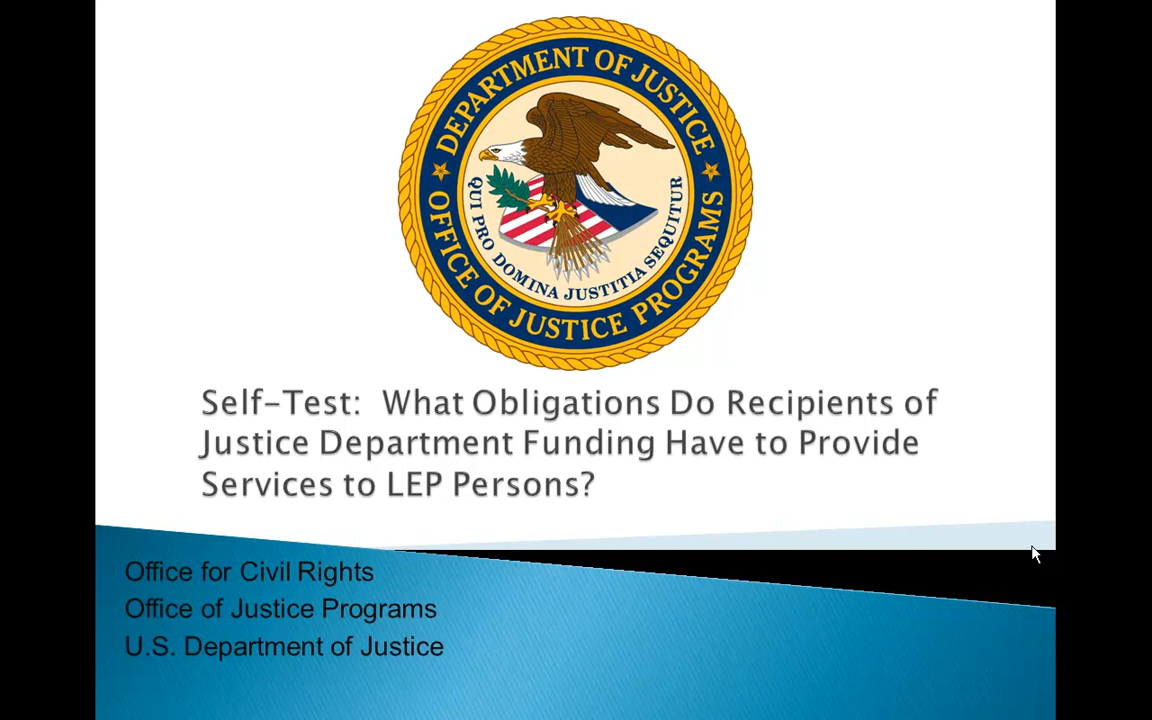 DEPARTMENT OF JUSTICE
QUI PRO DOMINA JUSTITIA SEQUITUR
OFFICE OF JUSTICE PROGRAMS
Self-Test:  What Obligations Do Recipients of
Justice Department Funding Have to Provide
Services to LEP Persons?
Office for Civil Rights
Office of Justice Programs
U.S. Department of Justice